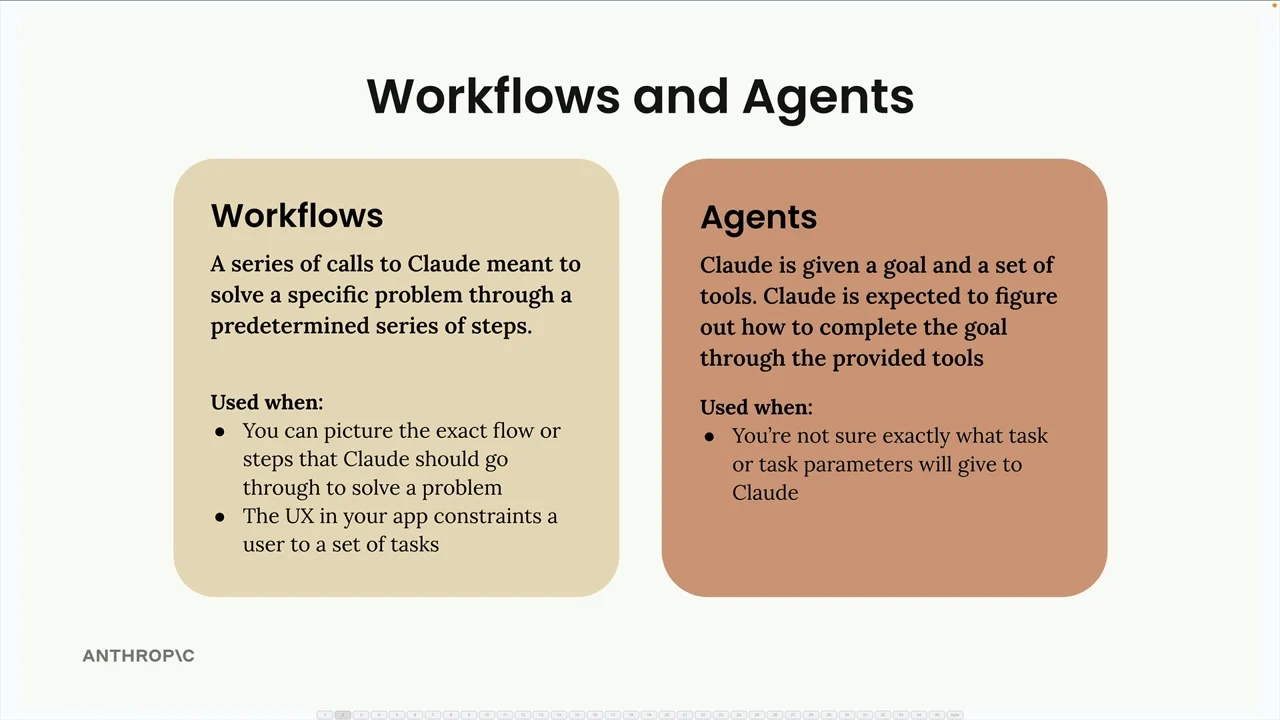 Workflows and Agents
Workflows
A series of calls to Claude meant to
solve a specific problem through a
predetermined series of steps.
Used when:
● You can picture the exact flow or
steps that Claude should go
through to solve a problem
● The UX in your app constraints a
user to a set of tasks
Agents
Claude is given a goal and a set of
tools. Claude is expected to figure
out how to complete the goal
through the provided tools
Used when:
● You’re not sure exactly what task
or task parameters will give to
Claude
ANTHROP\C